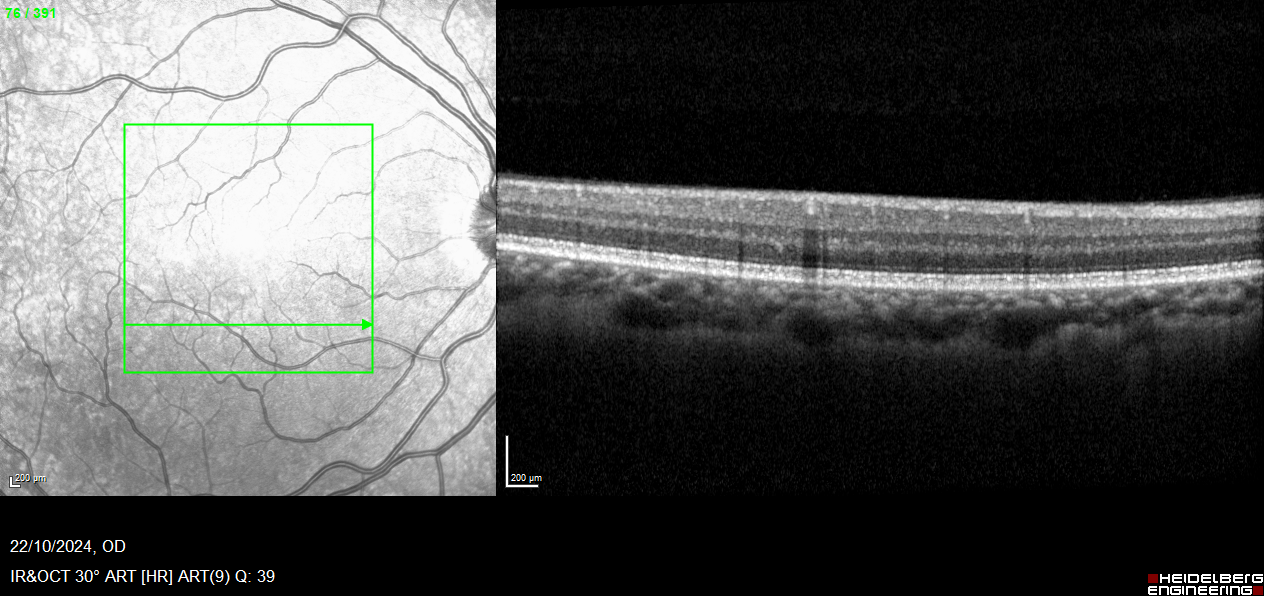 76 / 391
200 µm
200 µm
22/10/2024, OD
IR&OCT 30° ART [HR] ART(9) Q: 39
HEIDELBERG
ENGINEERING